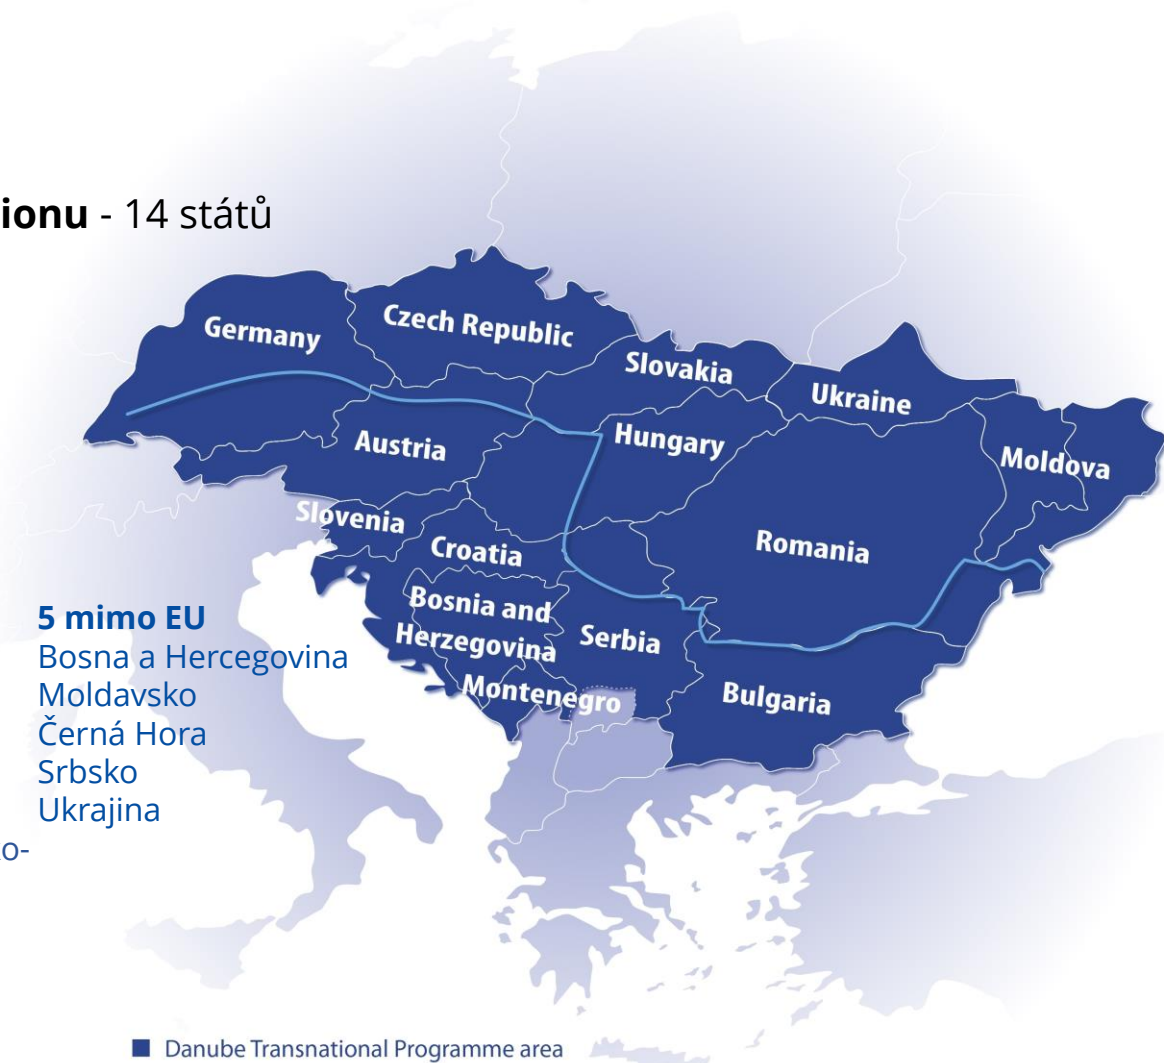 ionu - 14 států
Germany
Czech Republic
Slovakia
Ukraine
Austria
Hungary
Moldova
Slovenia
Croatia
Romania
Bosnia and
Herzegovina
Serbia
Montenegro
Bulgaria
5 mimo EU
Bosna a Hercegovina
Moldavsko
Černá Hora
Srbsko
Ukrajina
o-
Danube Transnational Programme area